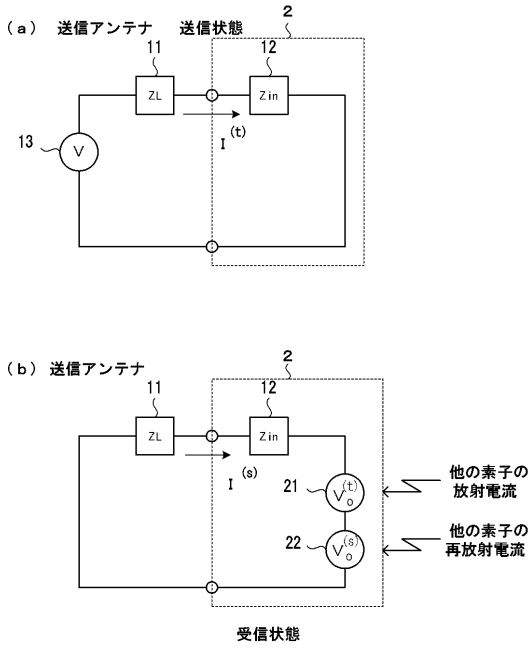 (a) 送信アンテナ 送信状態
2
11
12
ZL
Zin
I(t)
13
V
(b) 送信アンテナ
2
11
12
ZL
Zin
I(s)
21
Vo(t)
他の素子の
放射電流
22
Vo(s)
他の素子の
再放射電流
受信状態